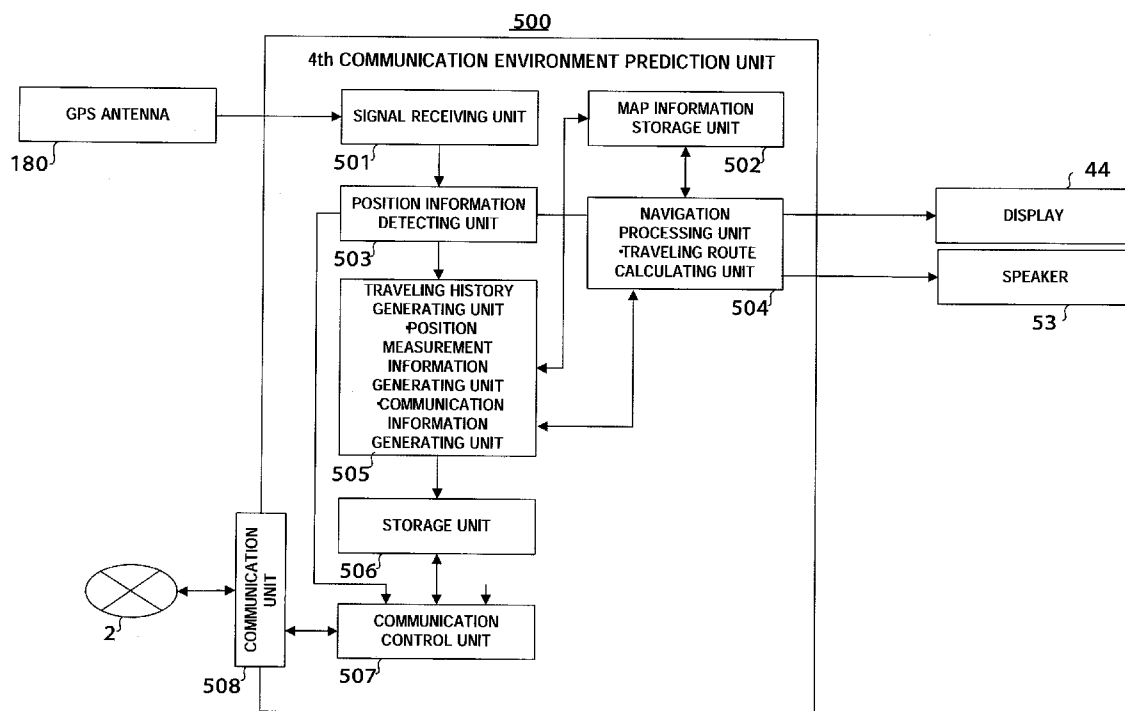 500
4th COMMUNICATION ENVIRONMENT PREDICTION UNIT
GPS ANTENNA
180
SIGNAL RECEIVING UNIT
501
MAP INFORMATION
STORAGE UNIT
502
POSITION INFORMATION
DETECTING UNIT
503
NAVIGATION
PROCESSING UNIT
•TRAVELING ROUTE
CALCULATING UNIT
504
44
DISPLAY
SPEAKER
53
TRAVELING HISTORY
GENERATING UNIT
•POSITION
MEASUREMENT
INFORMATION
GENERATING UNIT
•COMMUNICATION
INFORMATION
GENERATING UNIT
505
STORAGE UNIT
506
COMMUNICATION
UNIT
508
2
COMMUNICATION
CONTROL UNIT
507